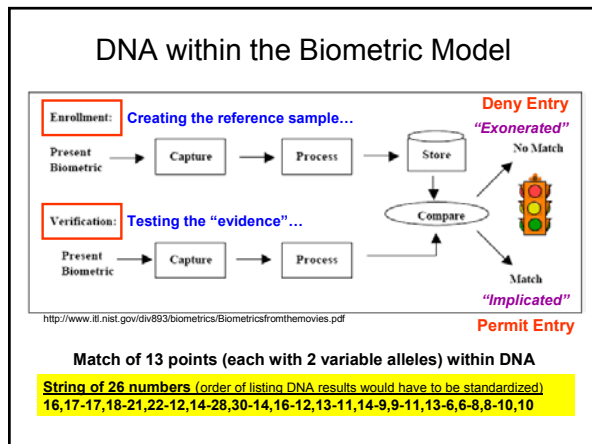 DNA within the Biometric Model
Enrollment: Creating the reference sample…
Deny Entry
“Exonerated”
Present
Biometric
Capture
Process
Store
No Match
Verification: Testing the “evidence”…
Compare
Present
Biometric
Capture
Process
Match
“Implicated”
http://www.itl.nist.gov/div893/biometrics/Biometricsfromthemovies.pdf
Permit Entry
Match of 13 points (each with 2 variable alleles) within DNA
String of 26 numbers (order of listing DNA results would have to be standardized)
16,17-17,18-21,22-12,14-28,30-14,16-12,13-11,14-9,9-11,13-6,6-8,8-10,10